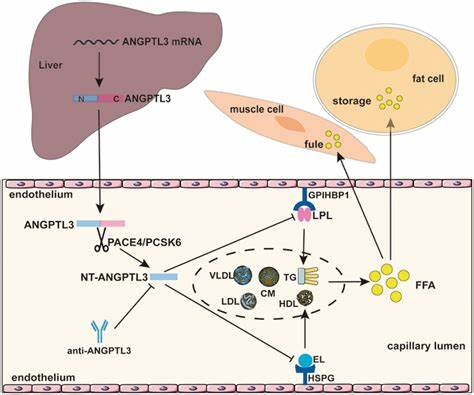 ANGPTL3 mRNA
Liver
N C ANGPTL3
fat cell
storage
muscle cell
fule
endothelium
GPIHBP1
LPL
ANGPTL3
PACE4/PCSK6
NT-ANGPTL3
VLDL
CM
TG
LDL
HDL
FFA
anti-ANGPTL3
EL
HSPG
capillary lumen
endothelium